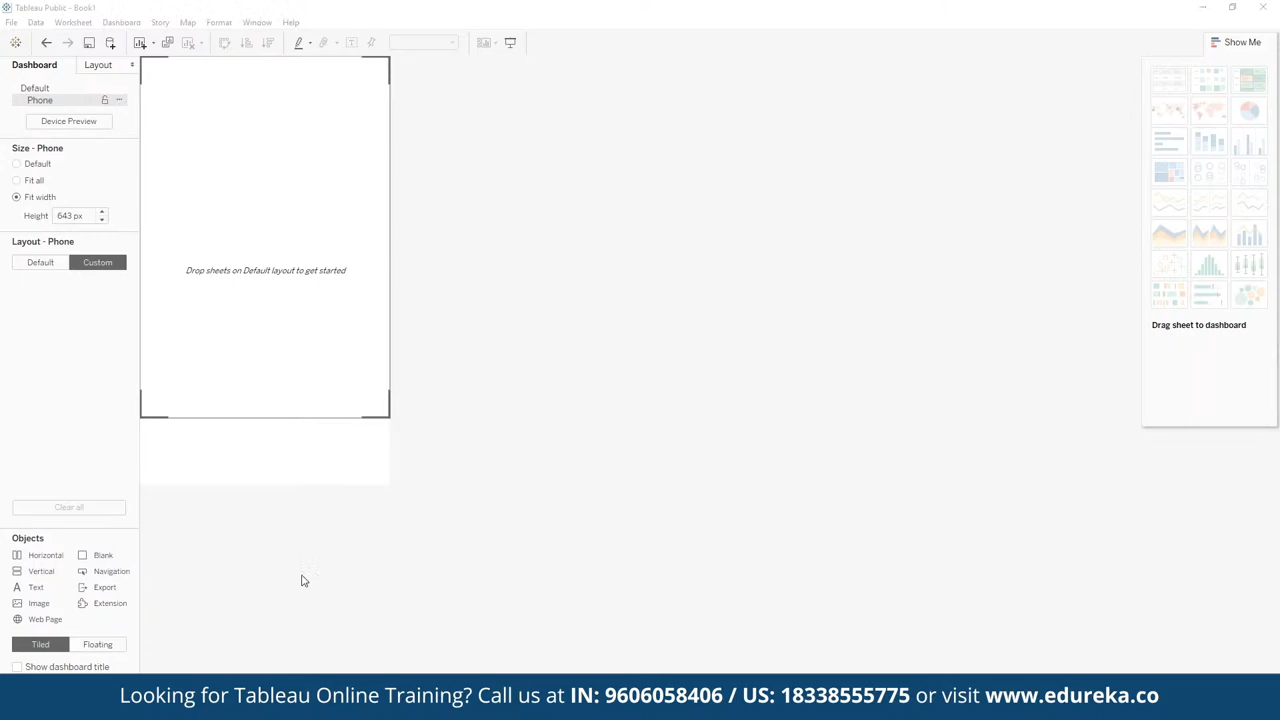 Tableau Public - Book1
File Data Worksheet Dashboard Story Map Format Window Help
Show Me
Dashboard Layout
Default
Phone
Device Preview
Size - Phone
Default
Fit all
Fit width
Height 643 px
Layout - Phone
Default Custom
Drop sheets on Default layout to get started
Drag sheet to dashboard
Clear all
Objects
Horizontal Blank
Vertical Navigation
Text Export
Image Extension
Web Page
Tiled Floating
Show dashboard title
Looking for Tableau Online Training? Call us at IN: 9606058406 / US: 18338555775 or visit www.edureka.co